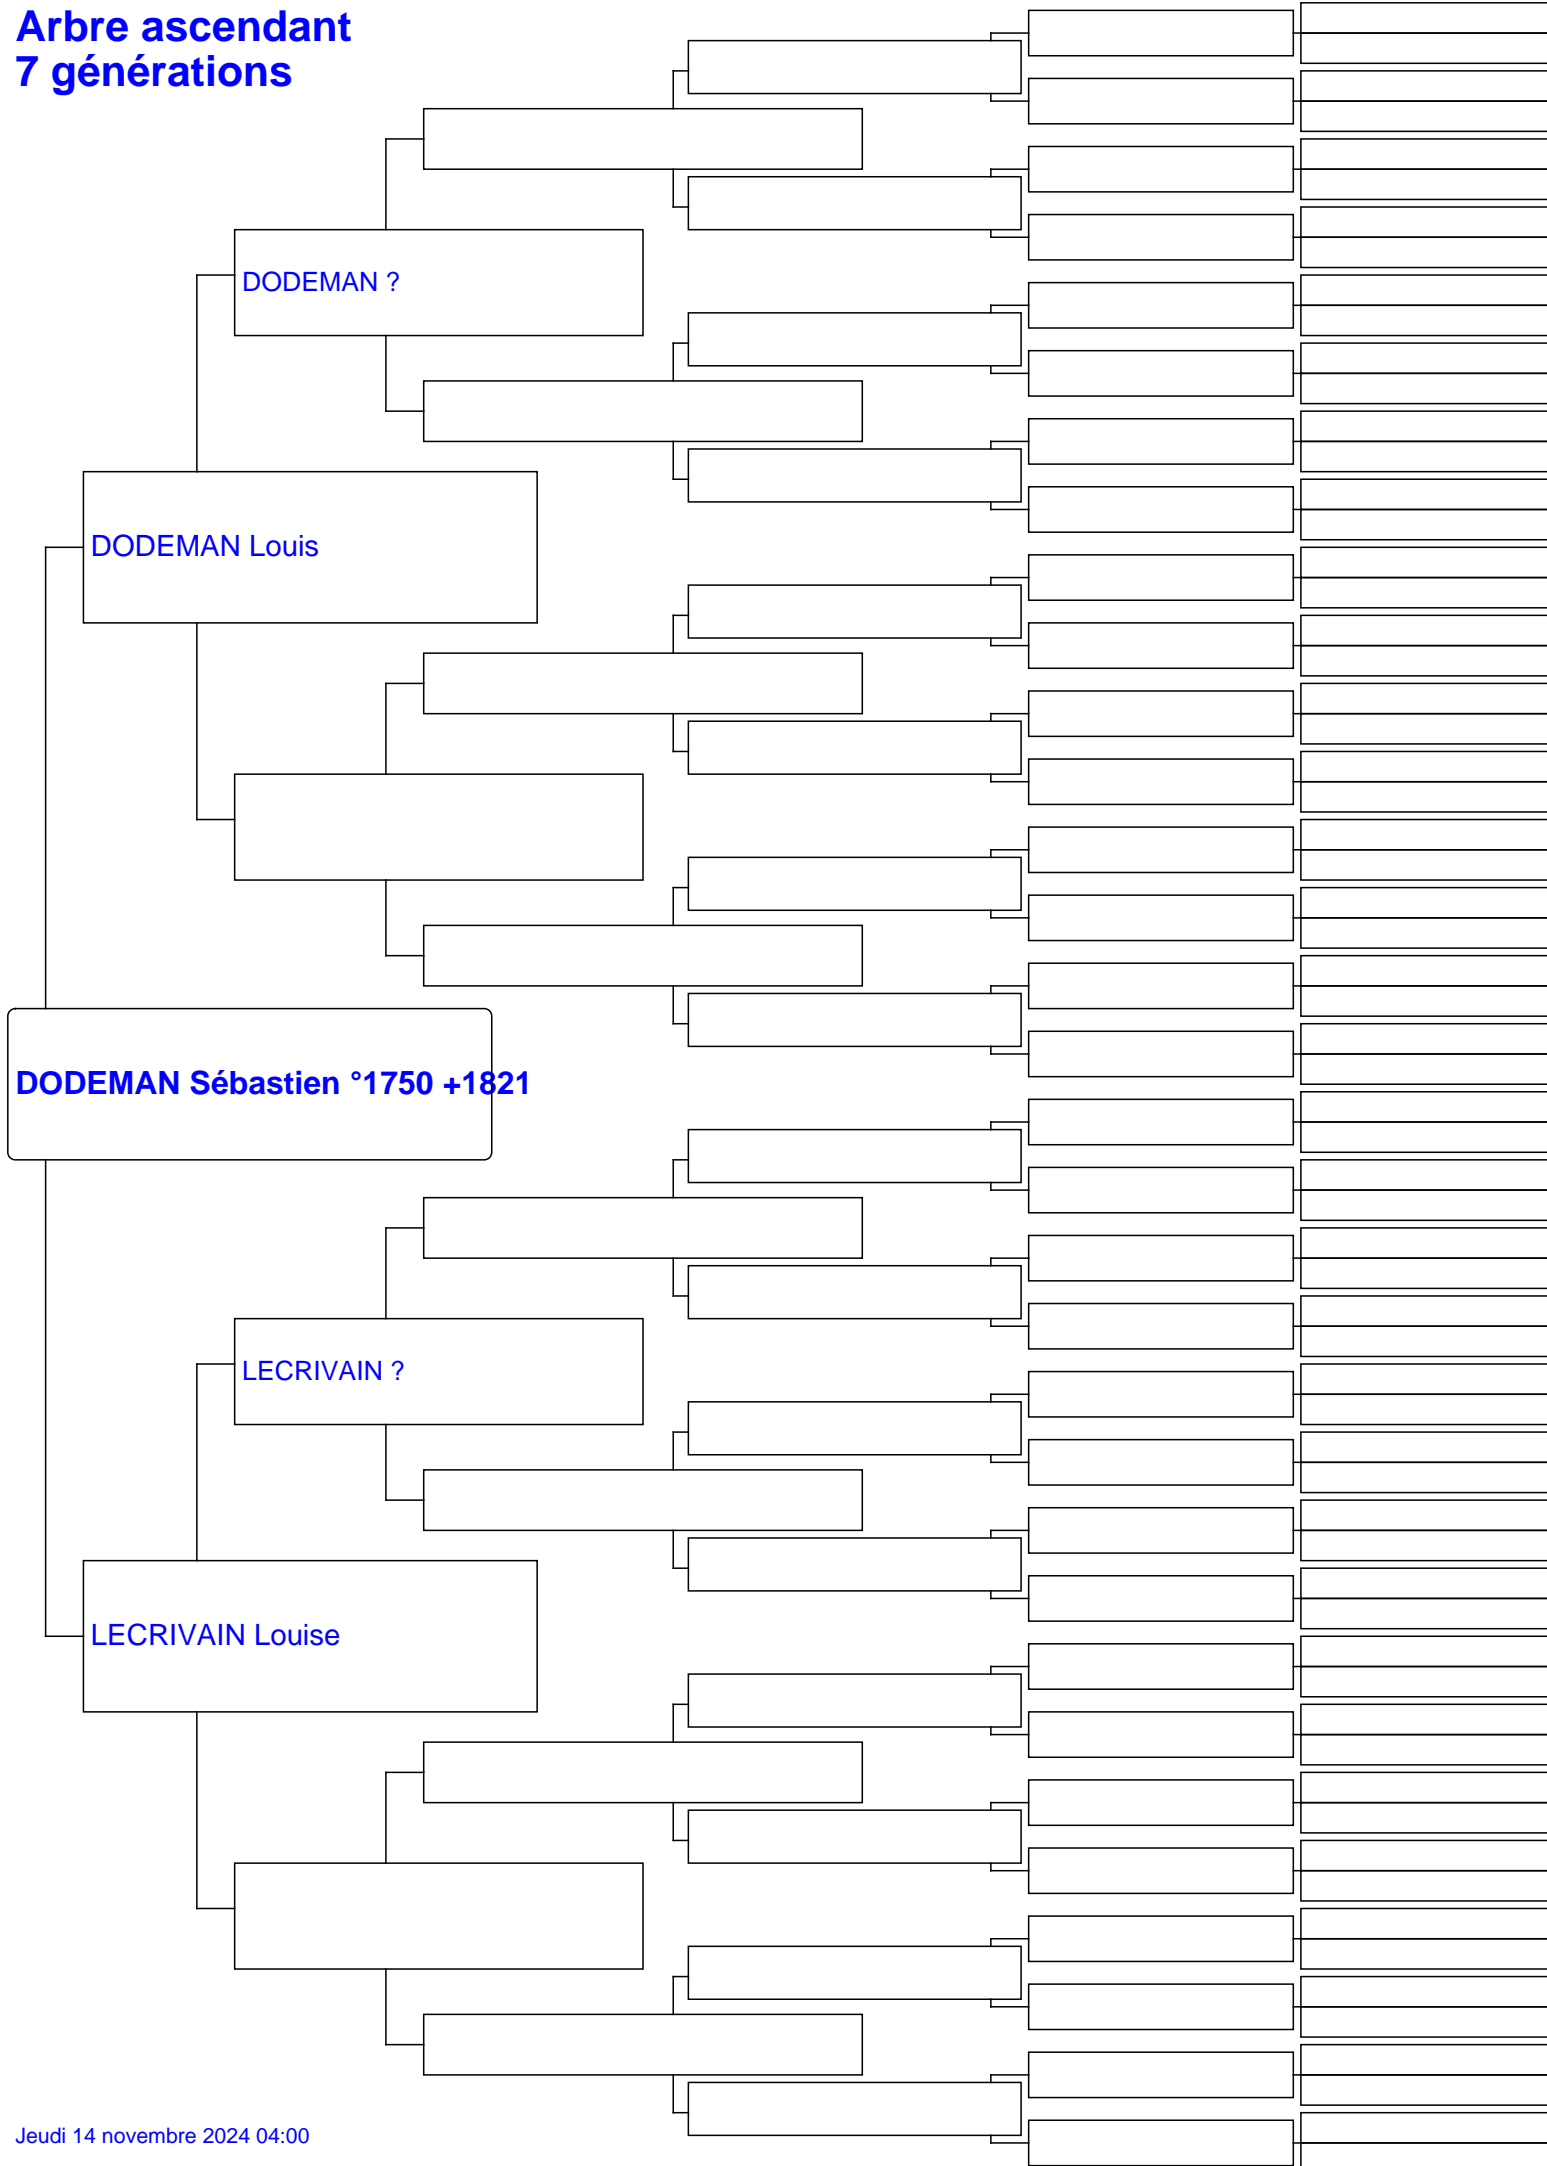 Arbre ascendant
7 générations
DODEMAN ?
DODEMAN Louis
DODEMAN Sébastien °1750 +1821
LECRIVAIN ?
LECRIVAIN Louise
Jeudi 14 novembre 2024 04:00